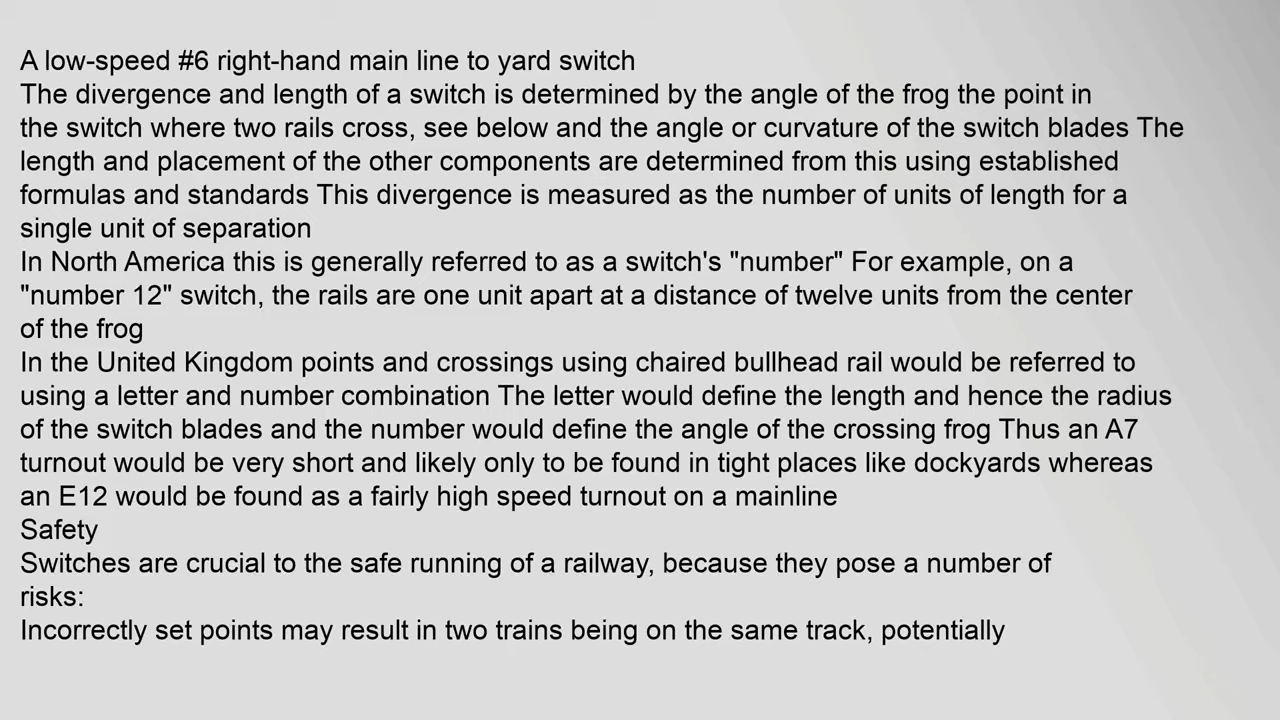 A low-speed #6 right-hand main line to yard switch
The divergence and length of a switch is determined by the angle of the frog the point in
the switch where two rails cross, see below and the angle or curvature of the switch blades The
length and placement of the other components are determined from this using established
formulas and standards This divergence is measured as the number of units of length for a
single unit of separation
In North America this is generally referred to as a switch's "number" For example, on a
"number 12" switch, the rails are one unit apart at a distance of twelve units from the center
of the frog
In the United Kingdom points and crossings using chaired bullhead rail would be referred to
using a letter and number combination The letter would define the length and hence the radius
of the switch blades and the number would define the angle of the crossing frog Thus an A7
turnout would be very short and likely only to be found in tight places like dockyards whereas
an E12 would be found as a fairly high speed turnout on a mainline
Safety
Switches are crucial to the safe running of a railway, because they pose a number of
risks:
Incorrectly set points may result in two trains being on the same track, potentially